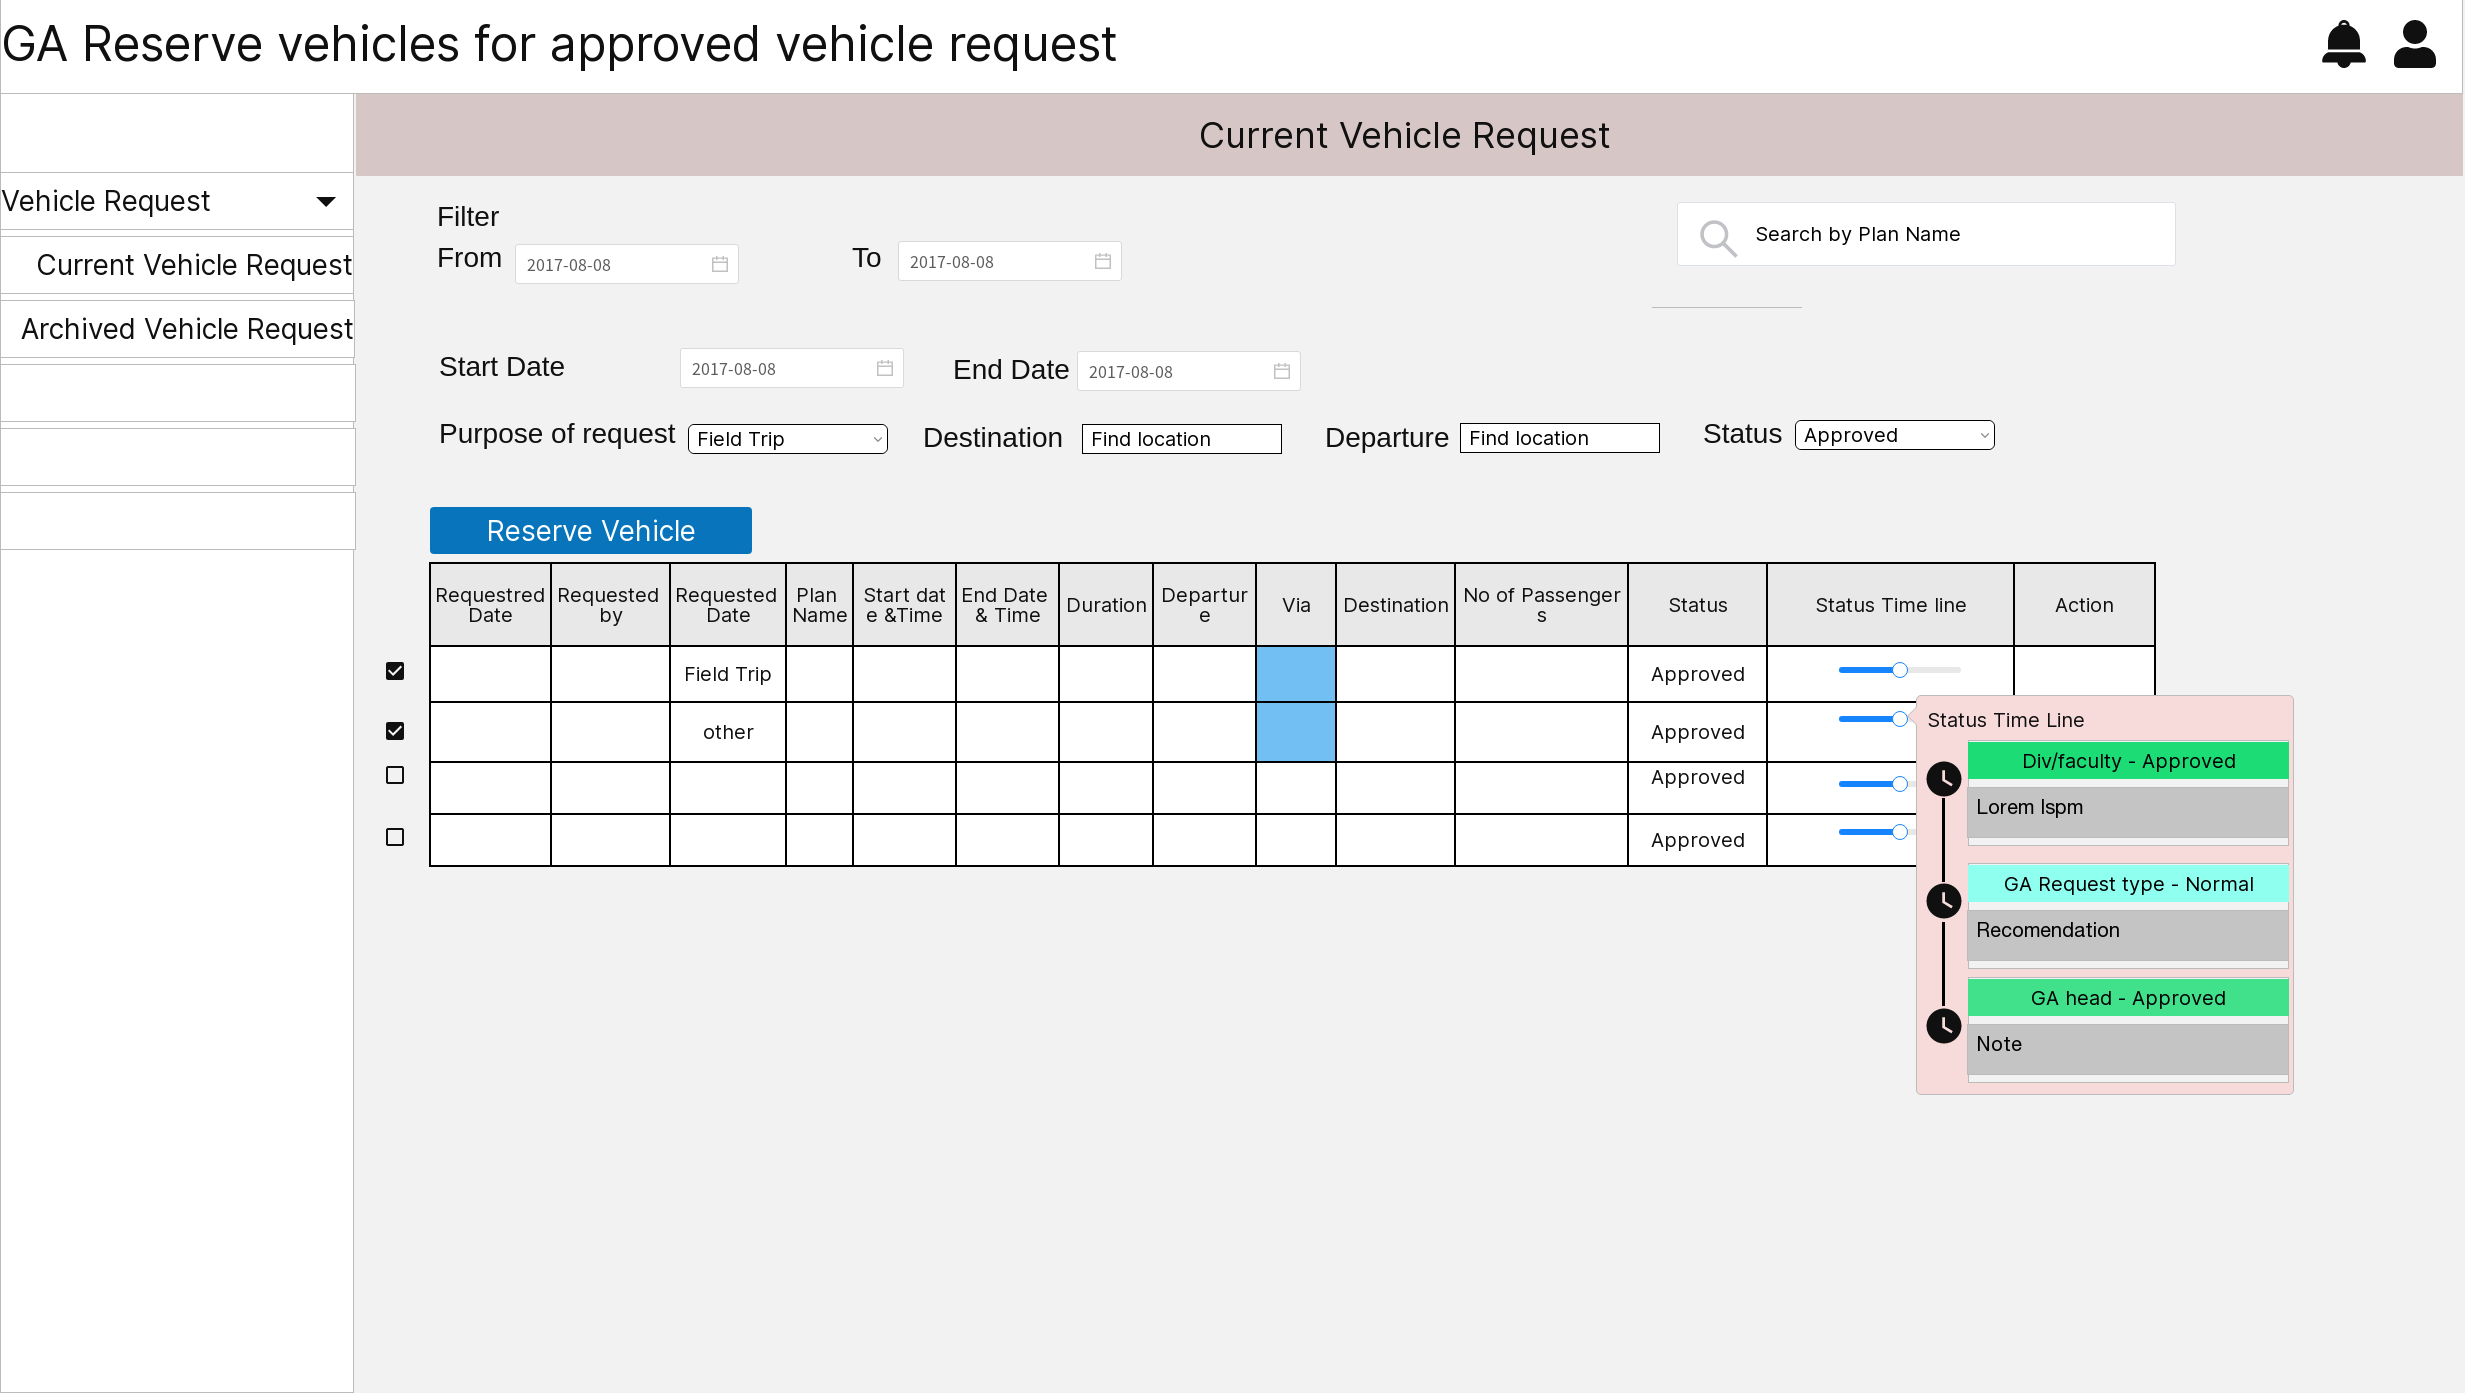 GA Reserve vehicles for approved vehicle request
Current Vehicle Request
Vehicle Request
Current Vehicle Request
Archived Vehicle Request
Filter
From 2017-08-08 To 2017-08-08
Search by Plan Name
Start Date 2017-08-08 End Date 2017-08-08
Purpose of request Field Trip Destination Find location Departure Find location Status Approved
Reserve Vehicle
Requestred
Date
Requested
by
Requested
Date
Plan
Name
Start dat
e &Time
End Date
& Time
Duration
Departur
e
Via
Destination
No of Passenger
s
Status
Status Time line
Action
Field Trip Approved
other Approved
Approved
Approved
Status Time Line
Div/faculty - Approved
Lorem Ispm
GA Request type - Normal
Recomendation
GA head - Approved
Note